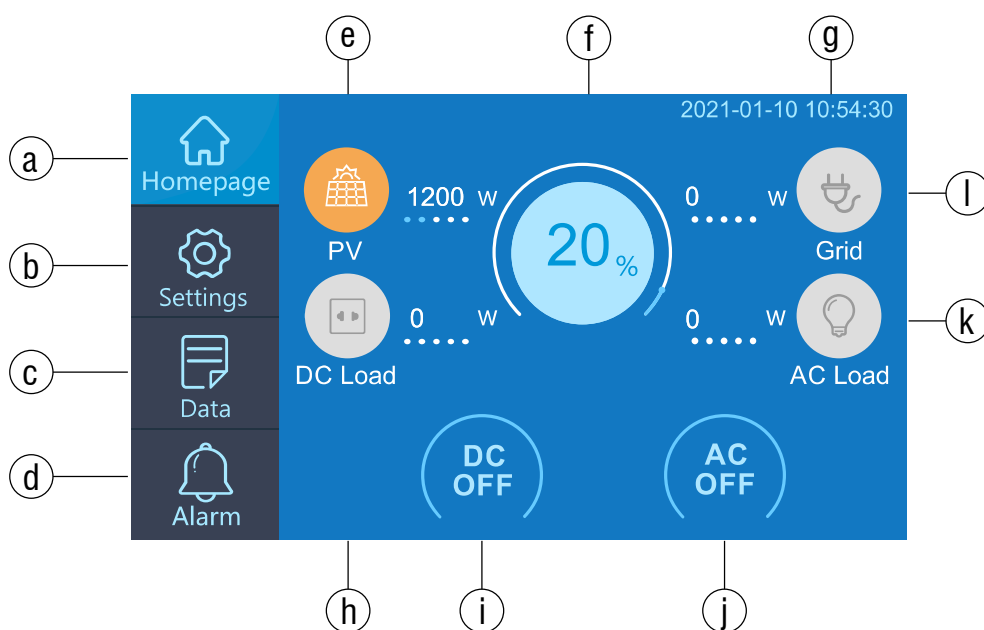 e f g
2021-01-10 10:54:30
a Homepage
1200 W
0 W
l
PV
20 %
Grid
b Settings
0 W
0 W
k
DC Load
AC Load
c Data
d Alarm
DC
OFF
AC
OFF
h i j